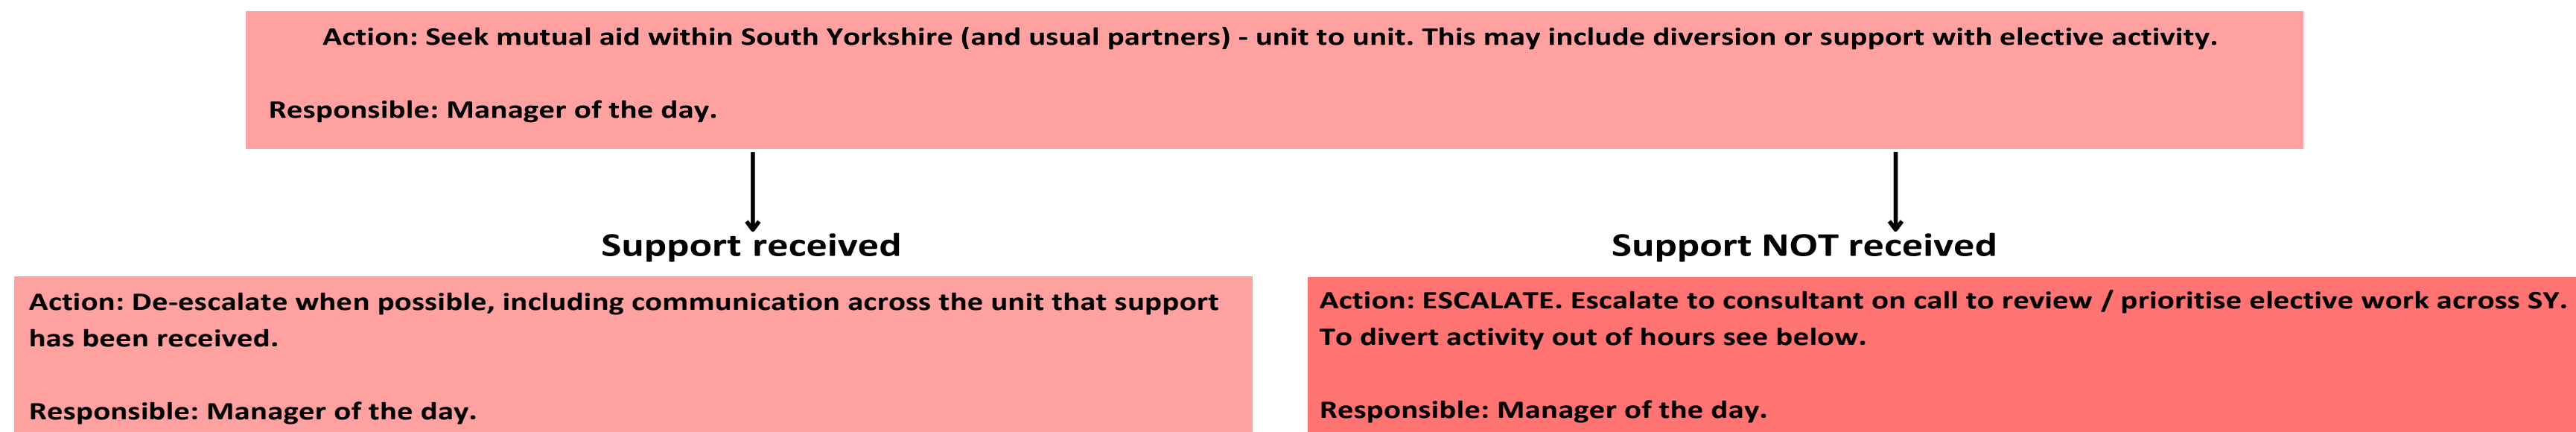 Action: Seek mutual aid within South Yorkshire (and usual partners) - unit to unit. This may include diversion or support with elective activity.
Responsible: Manager of the day.
Support received
Action: De-escalate when possible, including communication across the unit that support
has been received.
Responsible: Manager of the day.
Support NOT received
Action: ESCALATE. Escalate to consultant on call to review / prioritise elective work across SY.
To divert activity out of hours see below.
Responsible: Manager of the day.